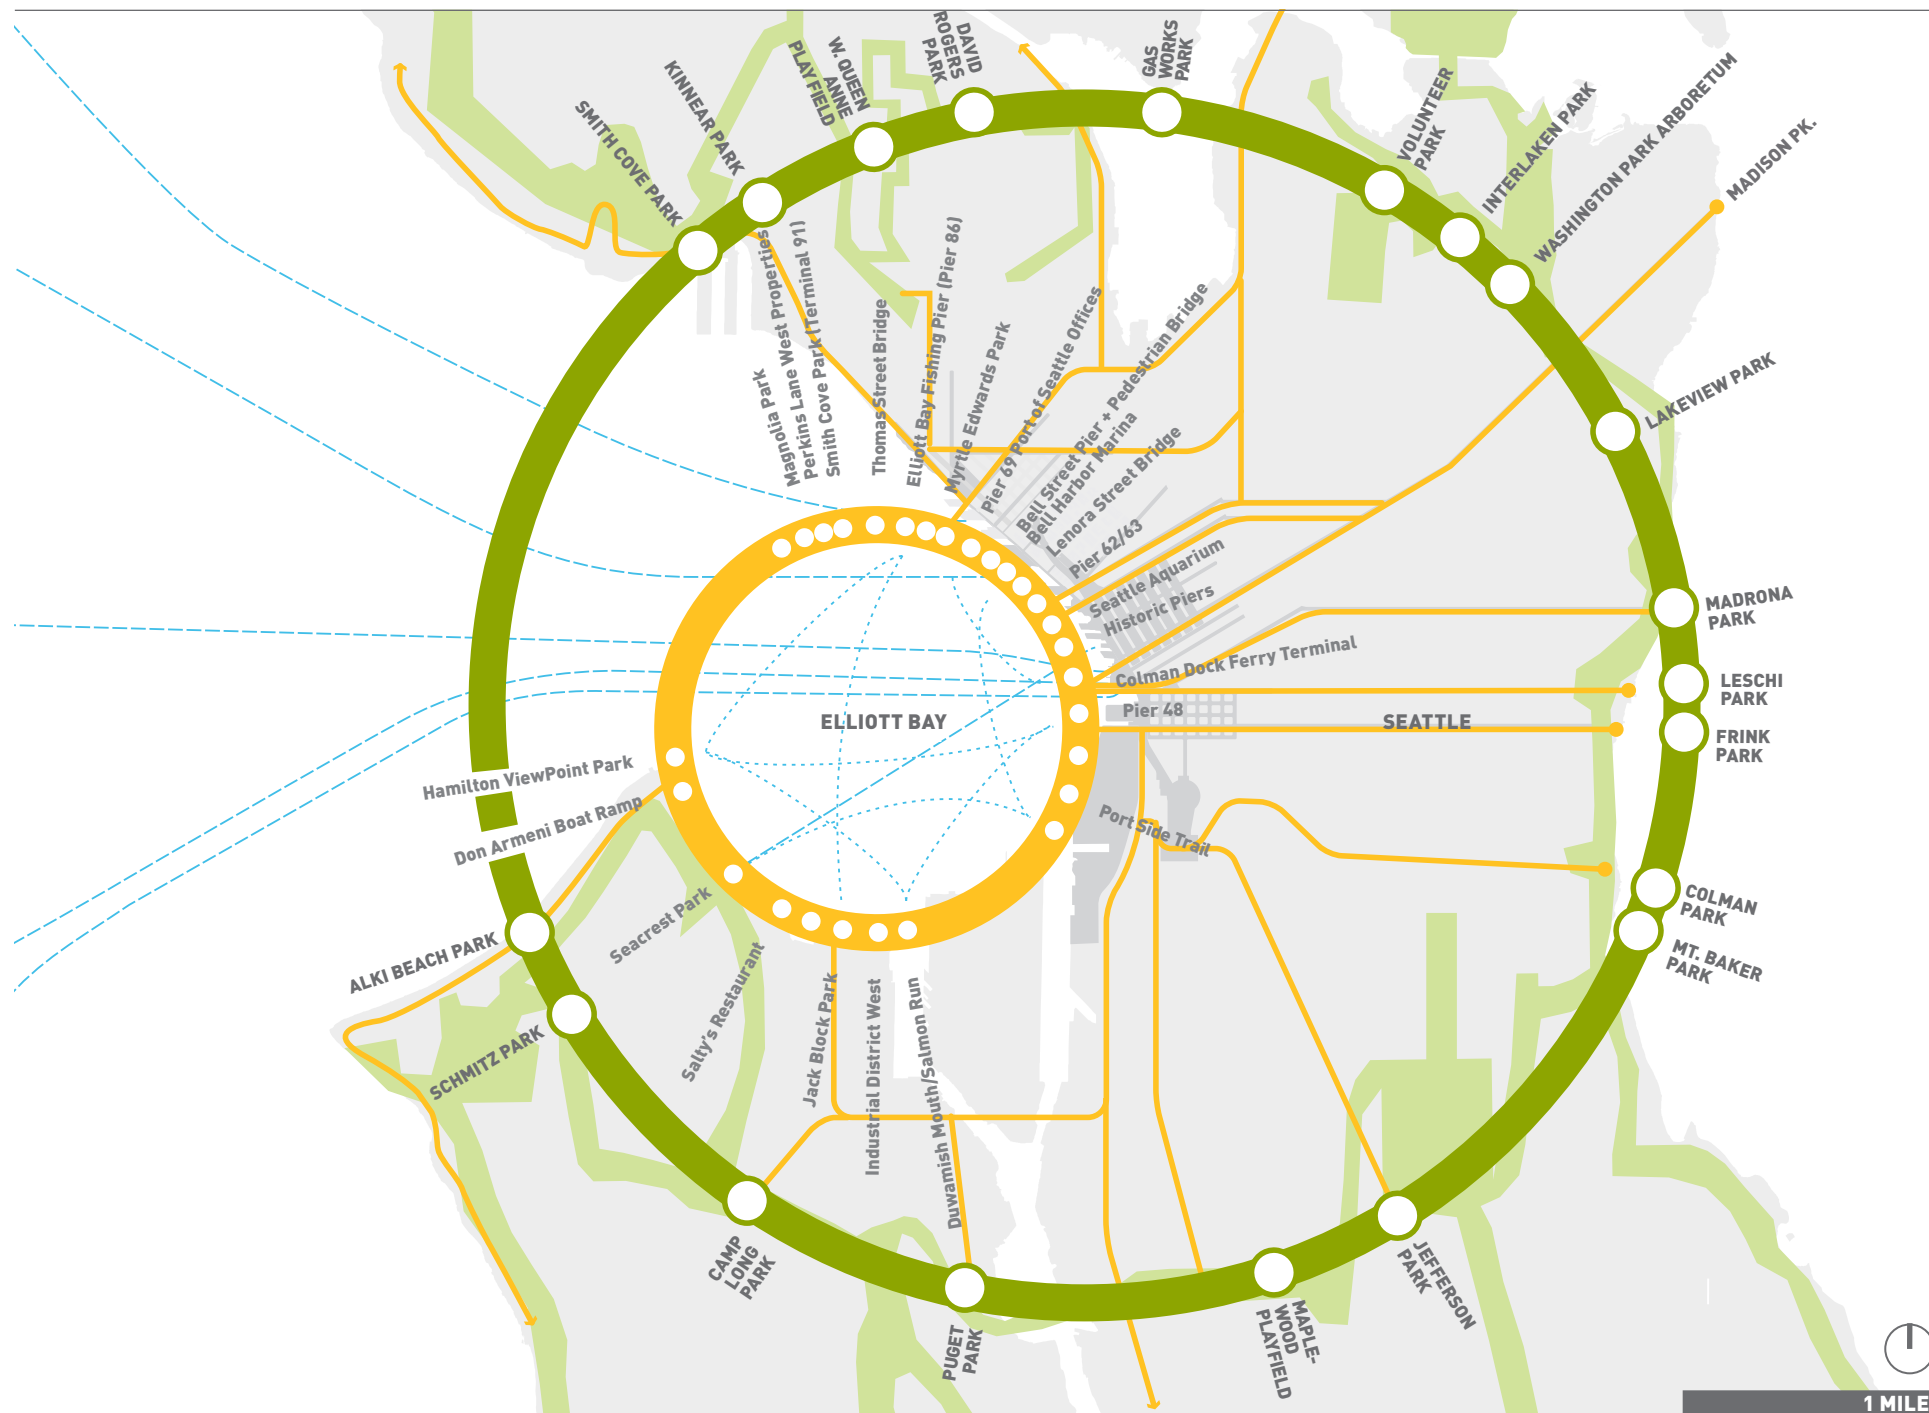 SMITH COVE PARK
KINNEAR PARK
W. QUEEN
ANNE
PLAYFIELD
DAVID
RODGERS
PARK
GAS
WORKS
PARK
VOLUNTEER
PARK
INTERLAKEN PARK
WASHINGTON PARK ARBORETUM
MADISON PK.
LAKEVIEW PARK
MADRONA
PARK
LESCHI
PARK
FRINK
PARK
COLMAN
PARK
MT. BAKER
PARK
JEFFERSON
PARK
MAPLE-
WOOD
PLAYFIELD
PUGET
PARK
CAMP
LONG
PARK
SCHMITZ PARK
ALKI BEACH PARK
Magnolia Park
Perkins Lane West Properties
Smith Cove Park (Terminal 91)
Thomas Street Bridge
Elliott Bay Fishing Pier (Pier 86)
Myrtle Edwards Park
Pier 69 Port of Seattle Offices
Bell Street Pier + Pedestrian Bridge
Bell Harbor Marina
Lenora Street Bridge
Pier 62/63
Seattle Aquarium
Historic Piers
Colman Dock Ferry Terminal
Pier 48
Port Side Trail
Duwamish Mouth/Salmon Run
Industrial District West
Jack Block Park
Salty's Restaurant
Seacrest Park
Don Armeni Boat Ramp
Hamilton ViewPoint Park
ELLIOTT BAY
SEATTLE
1 MILE